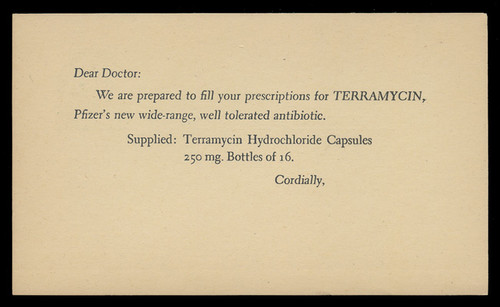 Dear Doctor:
We are prepared to fill your prescriptions for TERRAMYCIN,
Pfizer's new wide-range, well tolerated antibiotic.
Supplied: Terramycin Hydrochloride Capsules
250 mg. Bottles of 16.
Cordially,